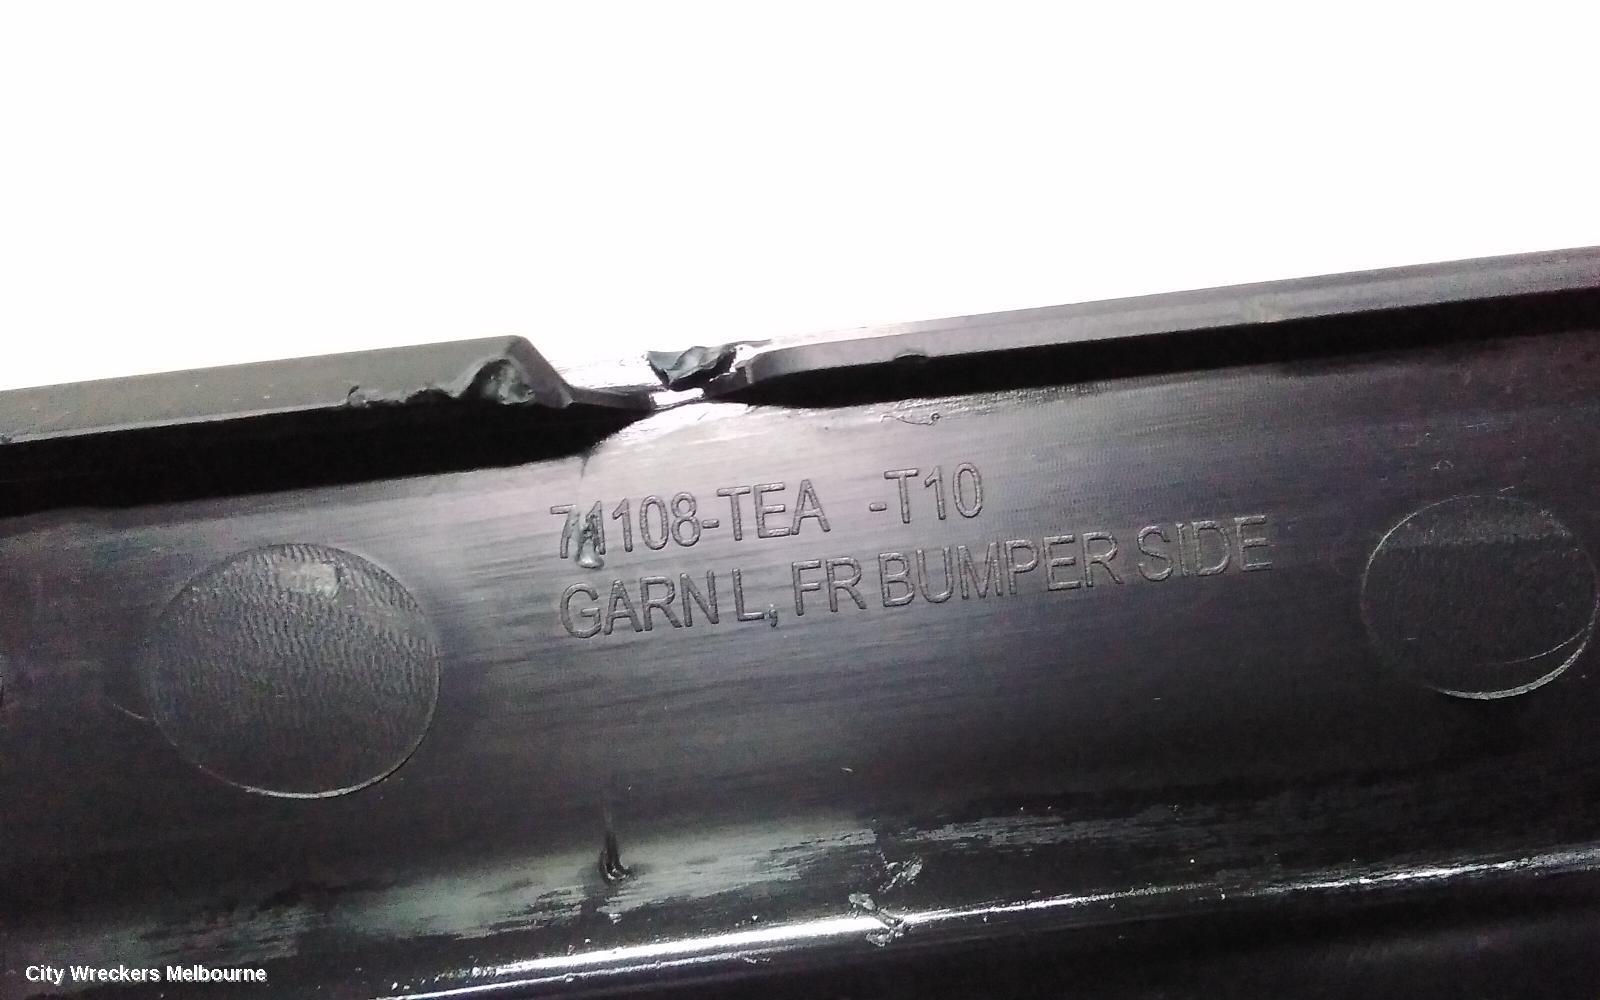 71108-TEA -T10
GARN L, FR BUMPER SIDE
City Wreckers Melbourne